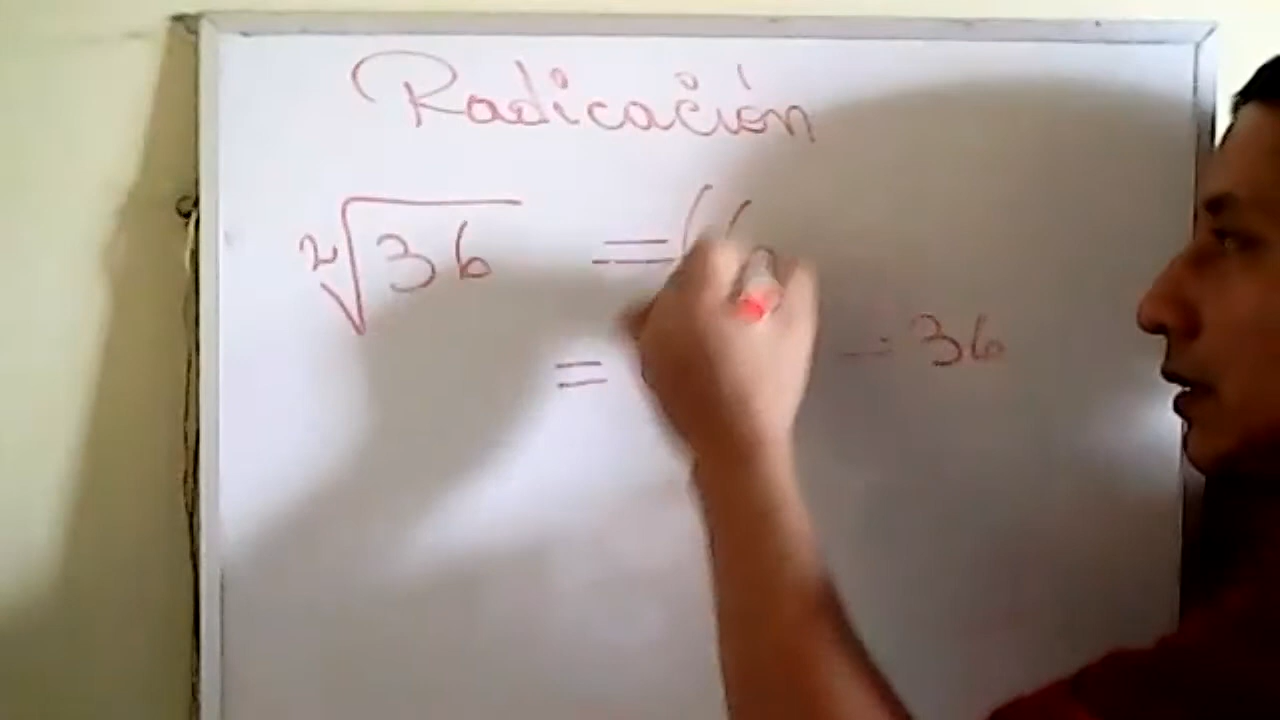 Radicación
²√36 = (6
= = 36